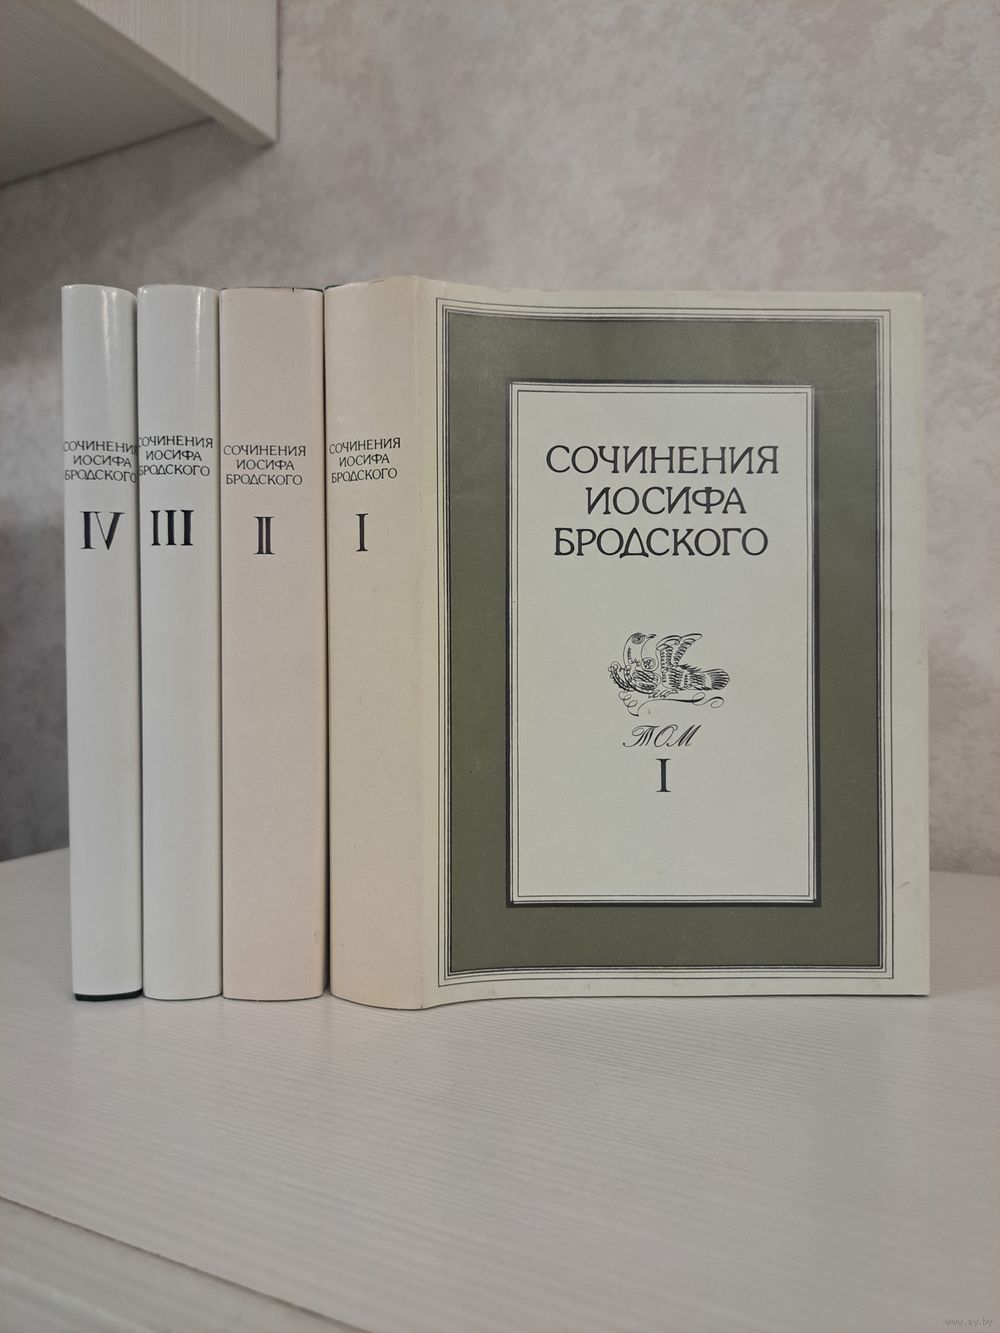 СОЧИНЕНИЯ
ИОСИФА
БРОДСКОГО
IV
СОЧИНЕНИЯ
ИОСИФА
БРОДСКОГО
III
СОЧИНЕНИЯ
ИОСИФА
БРОДСКОГО
II
СОЧИНЕНИЯ
ИОСИФА
БРОДСКОГО
I
СОЧИНЕНИЯ
ИОСИФА
БРОДСКОГО
ТОМ
I
www.ay.by